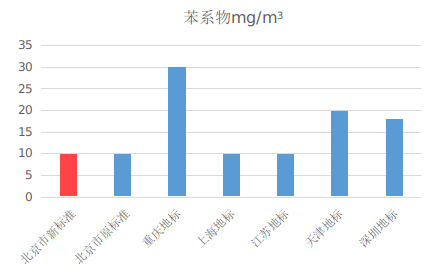 苯系物mg/m³
35
30
25
20
15
10
5
0
北京市新标准
北京市原标准
重庆地标
上海地标
江苏地标
天津地标
深圳地标